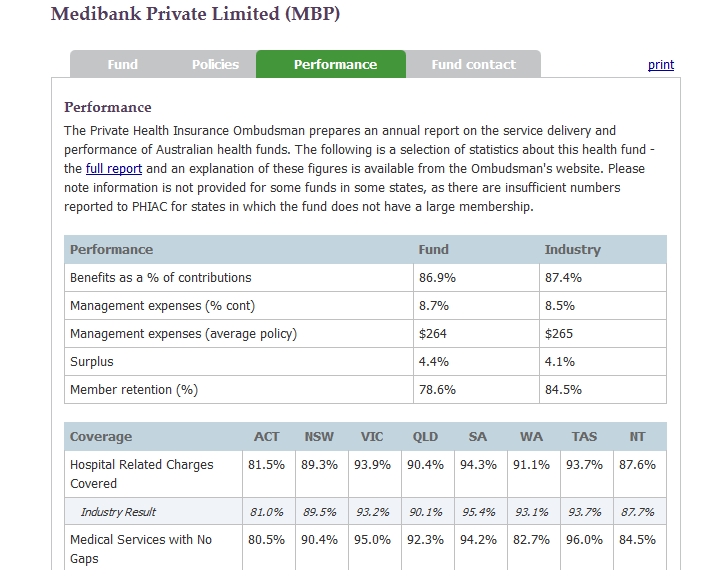 Medibank Private Limited (MBP)
Fund Policies Performance Fund contact print
Performance
The Private Health Insurance Ombudsman prepares an annual report on the service delivery and
performance of Australian health funds. The following is a selection of statistics about this health fund -
the full report and an explanation of these figures is available from the Ombudsman's website. Please
note information is not provided for some funds in some states, as there are insufficient numbers
reported to PHIAC for states in which the fund does not have a large membership.
Performance Fund Industry
Benefits as a % of contributions 86.9% 87.4%
Management expenses (% cont) 8.7% 8.5%
Management expenses (average policy) $264 $265
Surplus 4.4% 4.1%
Member retention (%) 78.6% 84.5%
Coverage ACT NSW VIC QLD SA WA TAS NT
Hospital Related Charges 81.5% 89.3% 93.9% 90.4% 94.3% 91.1% 93.7% 87.6%
Covered
Industry Result 81.0% 89.5% 93.2% 90.1% 95.4% 93.1% 93.7% 87.7%
Medical Services with No 80.5% 90.4% 95.0% 92.3% 94.2% 82.7% 96.0% 84.5%
Gaps